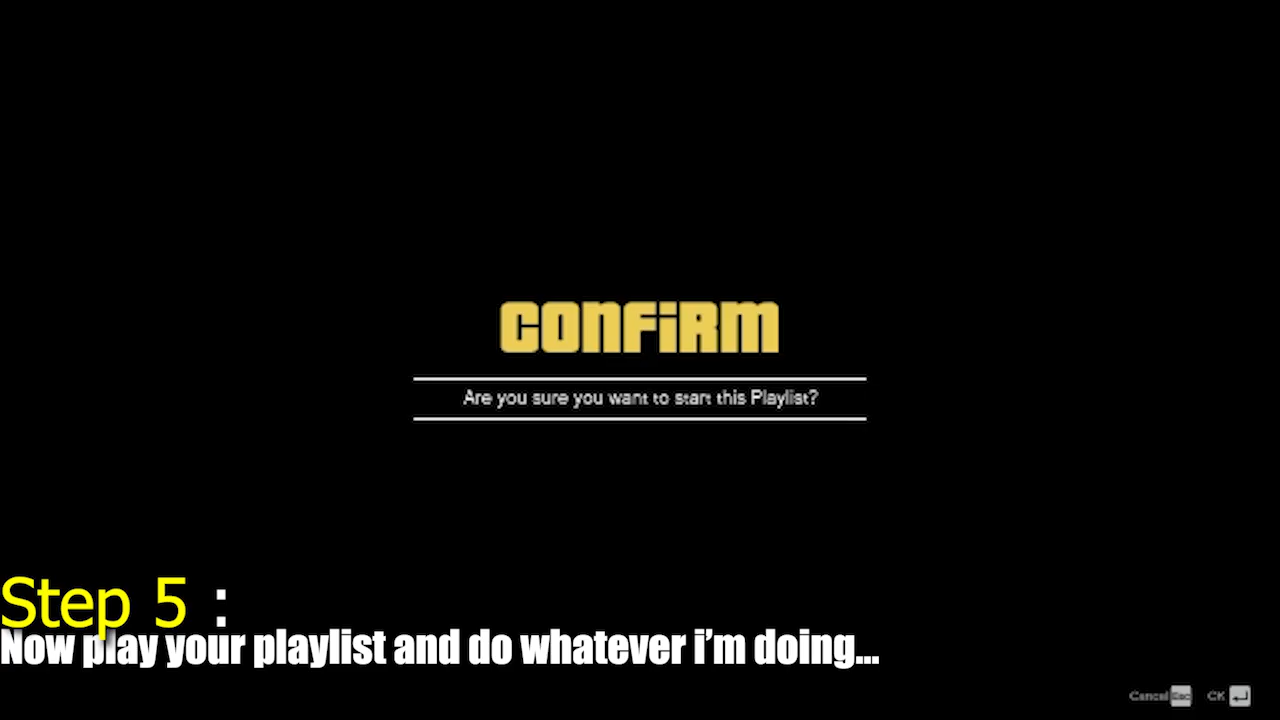 CONFiRM
Are you sure you want to start this Playlist?
Step 5 :
Now play your playlist and do whatever i’m doing...
Cancel Esc OK